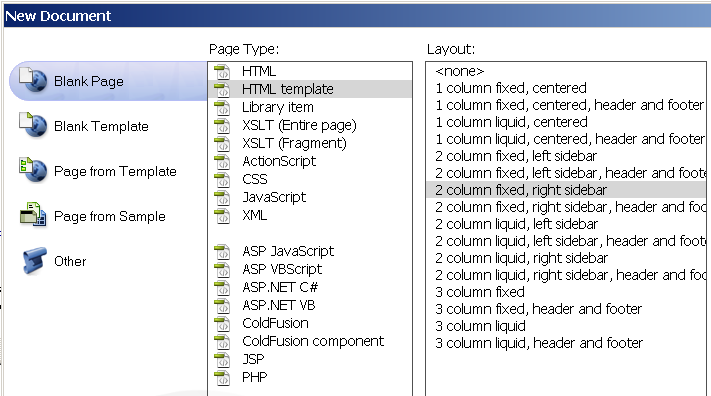 New Document
Blank Page
Blank Template
Page from Template
Page from Sample
Other
Page Type:
HTML
HTML template
Library item
XSLT (Entire page)
XSLT (Fragment)
ActionScript
CSS
JavaScript
XML
ASP JavaScript
ASP VBScript
ASP.NET C#
ASP.NET VB
ColdFusion
ColdFusion component
JSP
PHP
Layout:
<none>
1 column fixed, centered
1 column fixed, centered, header and footer
1 column liquid, centered
1 column liquid, centered, header and footer
2 column fixed, left sidebar
2 column fixed, left sidebar, header and foote
2 column fixed, right sidebar
2 column fixed, right sidebar, header and foo
2 column liquid, left sidebar
2 column liquid, left sidebar, header and foot
2 column liquid, right sidebar
2 column liquid, right sidebar, header and foo
3 column fixed
3 column fixed, header and footer
3 column liquid
3 column liquid, header and footer